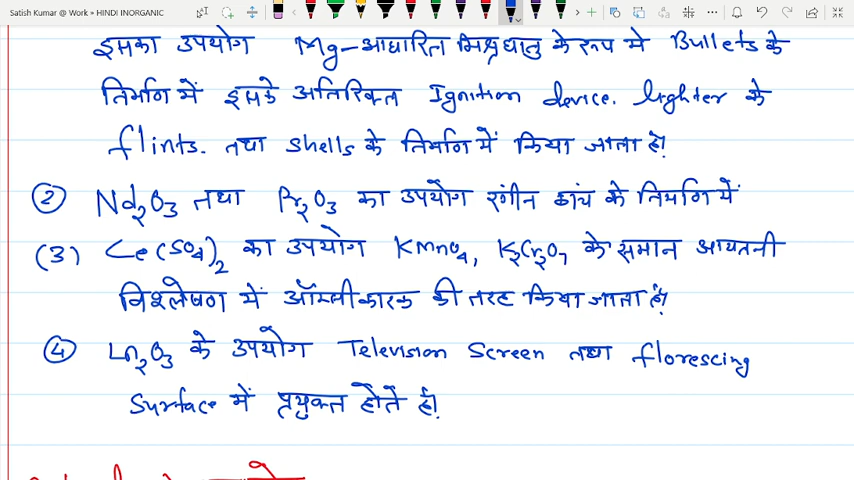 Satish Kumar @ Work > HINDI INORGANIC
इसका उपयोग Mg-आधारित मिश्रधातु के रूप मे Bullets के
निर्माण में इसके अतिरिक्त Ignition device. lighter के
flints. तथा shells के निर्माण में किया जाता है।
② Nd₂O₃ तथा Pr₂O₃ का उपयोग रंगीन कांच के निर्माण में
(3) Ce(SO₄)₂ का उपयोग KMnO₄, K₂Cr₂O₇ के समान आयतनी
विश्लेषण में ऑक्सीकारक की तरह किया जाता है।
④ Ln₂O₃ के उपयोग Television Screen तथा florescing
Surface में प्रयुक्त होते है।